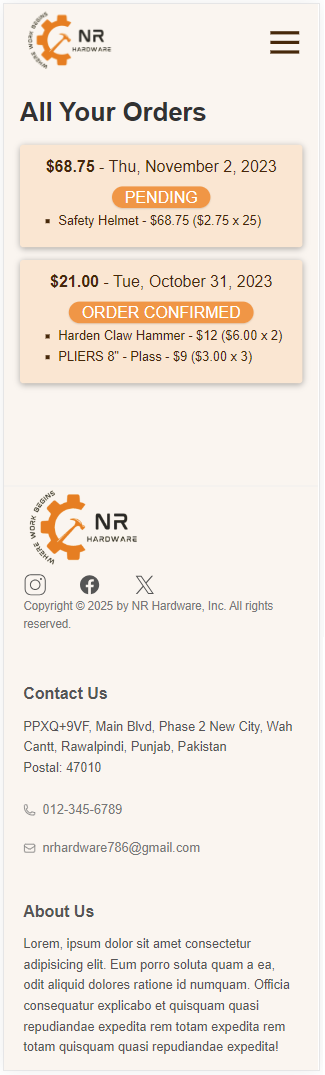 WHERE WORK BEGINS
NR
HARDWARE
All Your Orders
$68.75 - Thu, November 2, 2023
PENDING
Safety Helmet - $68.75 ($2.75 x 25)
$21.00 - Tue, October 31, 2023
ORDER CONFIRMED
Harden Claw Hammer - $12 ($6.00 x 2)
PLIERS 8" - Plass - $9 ($3.00 x 3)
WHERE WORK BEGINS
NR
HARDWARE
Copyright © 2025 by NR Hardware, Inc. All rights
reserved.
Contact Us
PPXQ+9VF, Main Blvd, Phase 2 New City, Wah
Cantt, Rawalpindi, Punjab, Pakistan
Postal: 47010
012-345-6789
nrhardware786@gmail.com
About Us
Lorem, ipsum dolor sit amet consectetur
adipisicing elit. Eum porro soluta quam a ea,
odit aliquid dolores ratione id numquam. Officia
consequatur explicabo et quisquam quasi
repudiandae expedita rem totam expedita rem
totam quisquam quasi repudiandae expedita!